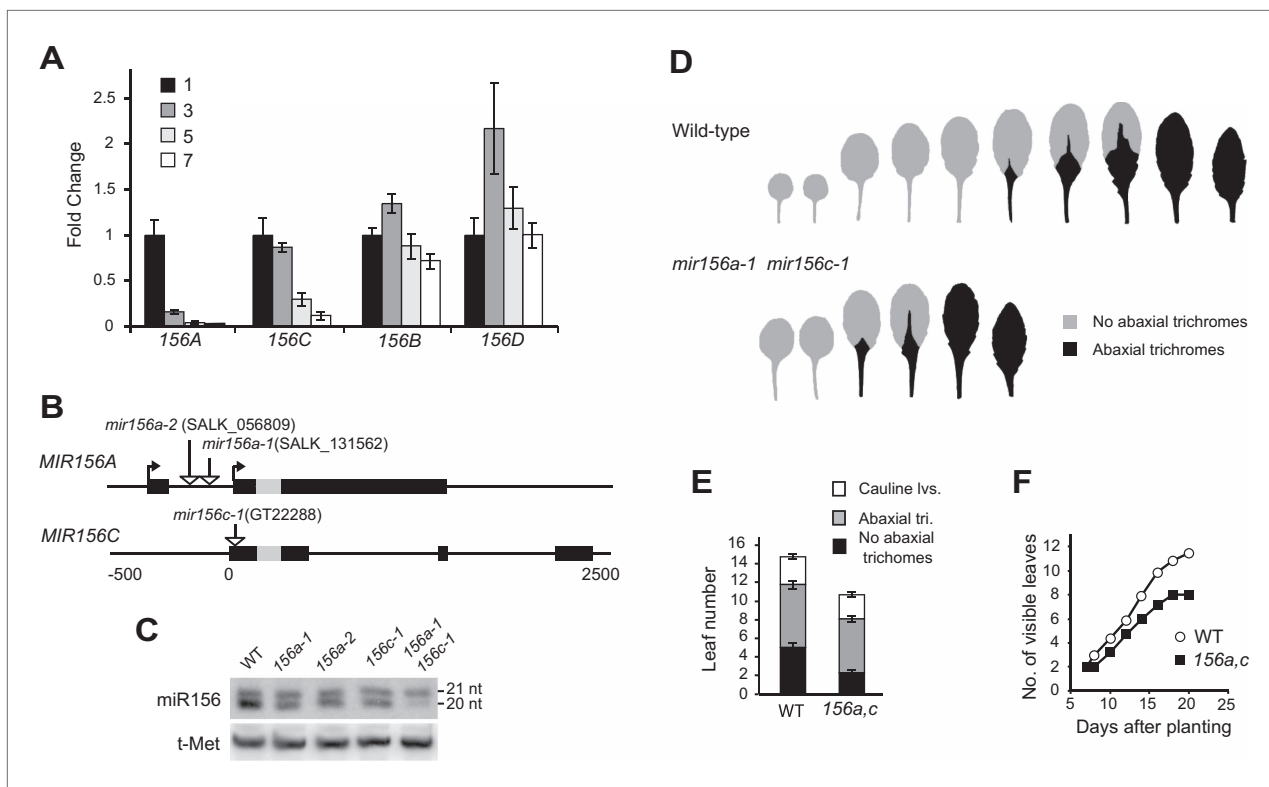 A
1
3
5
7
Fold Change
2.5
2
1.5
1
0.5
0
156A
156C
156B
156D
B
mir156a-2 (SALK_056809)
mir156a-1(SALK_131562)
MIR156A
mir156c-1(GT22288)
MIR156C
-500
0
2500
C
WT
156a-1
156a-2
156c-1
156a-1
156c-1
miR156
21 nt
20 nt
t-Met
D
Wild-type
mir156a-1 mir156c-1
No abaxial trichromes
Abaxial trichromes
E
Cauline lvs.
Abaxial tri.
No abaxial
trichomes
Leaf number
16
14
12
10
8
6
4
2
0
WT
156a,c
F
No. of visible leaves
12
10
8
6
4
2
0
WT
156a,c
5
10
15
20
25
Days after planting